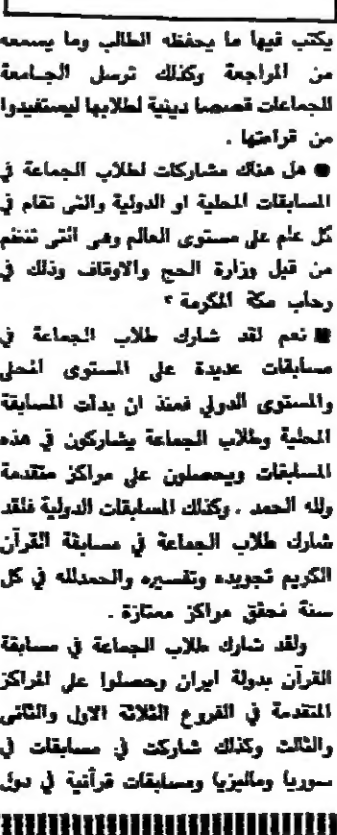 يكتب فيها ما يحفظه الطالب وما يسمعه
من المراجعة وكذلك ترسل الجامعة
للجماعات قصصا دينية لطلابها ليستفيدوا
من قراءتها .
● هل هناك مشاركات لطلاب الجماعة في
المسابقات المحلية او الدولية والتي تقام في
كل عام على مستوى العالم وهي التي تنظم
من قبل وزارة الحج والاوقاف وذلك في
رحاب مكة المكرمة ؟
■ نعم لقد شارك طلاب الجماعة في
مسابقات عديدة على المستوى المحلي
والمستوى الدولي فمنذ ان بدأت المسابقة
المحلية وطلاب الجماعة يشاركون في هذه
المسابقات ويحصلون على مراكز متقدمة
ولله الحمد . وكذلك المسابقات الدولية فلقد
شارك طلاب الجماعة في مسابقة القرآن
الكريم تجويده وتفسيره والحمدلله في كل
سنة نحقق مراكز ممتازة .
ولقد شارك طلاب الجماعة في مسابقة
القرآن بدولة ايران وحصلوا على المراكز
المتقدمة في الفروع الثلاثة الاول والثاني
والثالث وكذلك شاركت في مسابقات في
سوريا وماليزيا ومسابقات قرآنية في دول